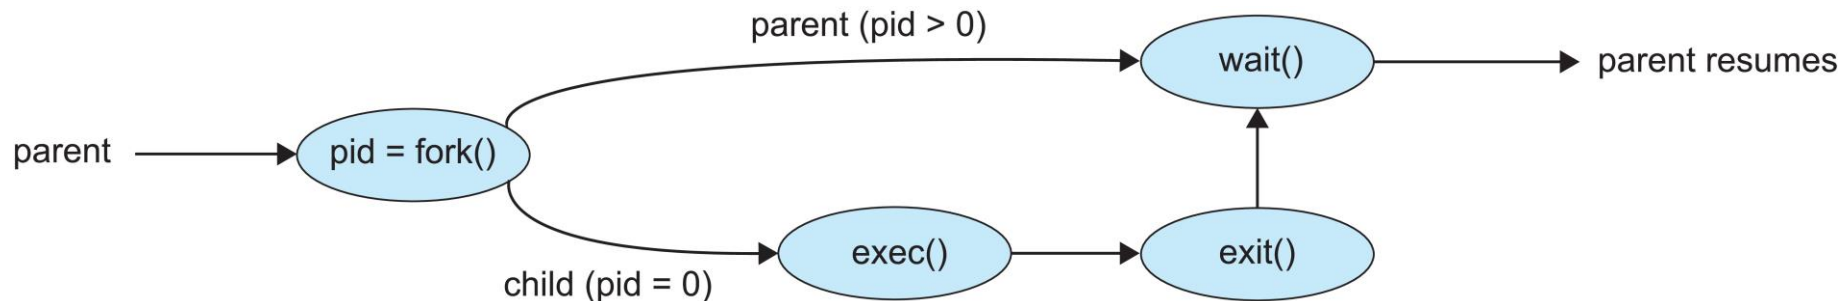 parent
pid = fork()
parent (pid > 0)
wait()
parent resumes
child (pid = 0)
exec()
exit()